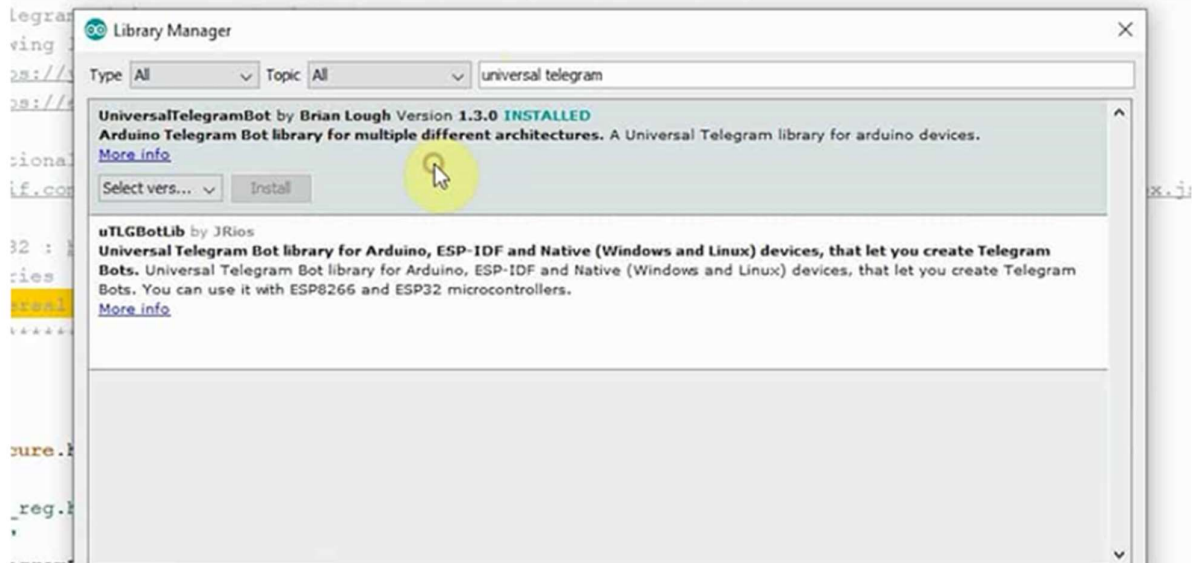 Library Manager
Type All Topic All universal telegram
UniversalTelegramBot by Brian Lough Version 1.3.0 INSTALLED
Arduino Telegram Bot library for multiple different architectures. A Universal Telegram library for arduino devices.
More info
Select vers... Install
uTLGBotLib by JRios
Universal Telegram Bot library for Arduino, ESP-IDF and Native (Windows and Linux) devices, that let you create Telegram
Bots. Universal Telegram Bot library for Arduino, ESP-IDF and Native (Windows and Linux) devices, that let you create Telegram
Bots. You can use it with ESP8266 and ESP32 microcontrollers.
More info